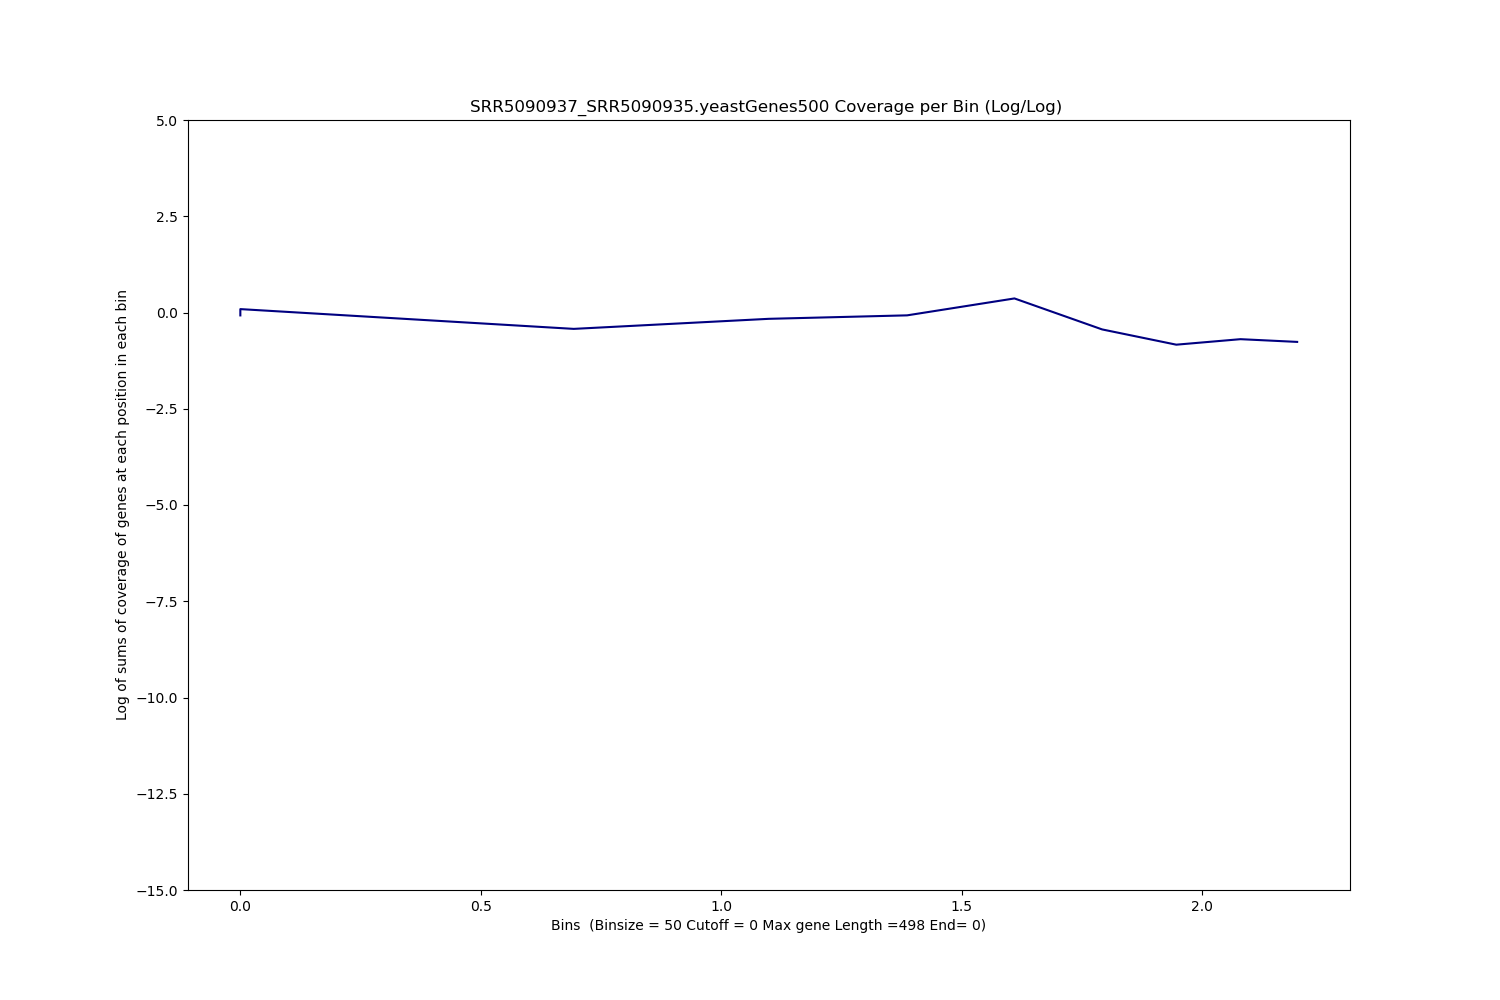 SRR5090937_SRR5090935.yeastGenes500 Coverage per Bin (Log/Log)
5.0
2.5
0.0
−2.5
−5.0
−7.5
−10.0
−12.5
−15.0
Log of sums of coverage of genes at each position in each bin
0.0 0.5 1.0 1.5 2.0
Bins  (Binsize = 50 Cutoff = 0 Max gene Length =498 End= 0)